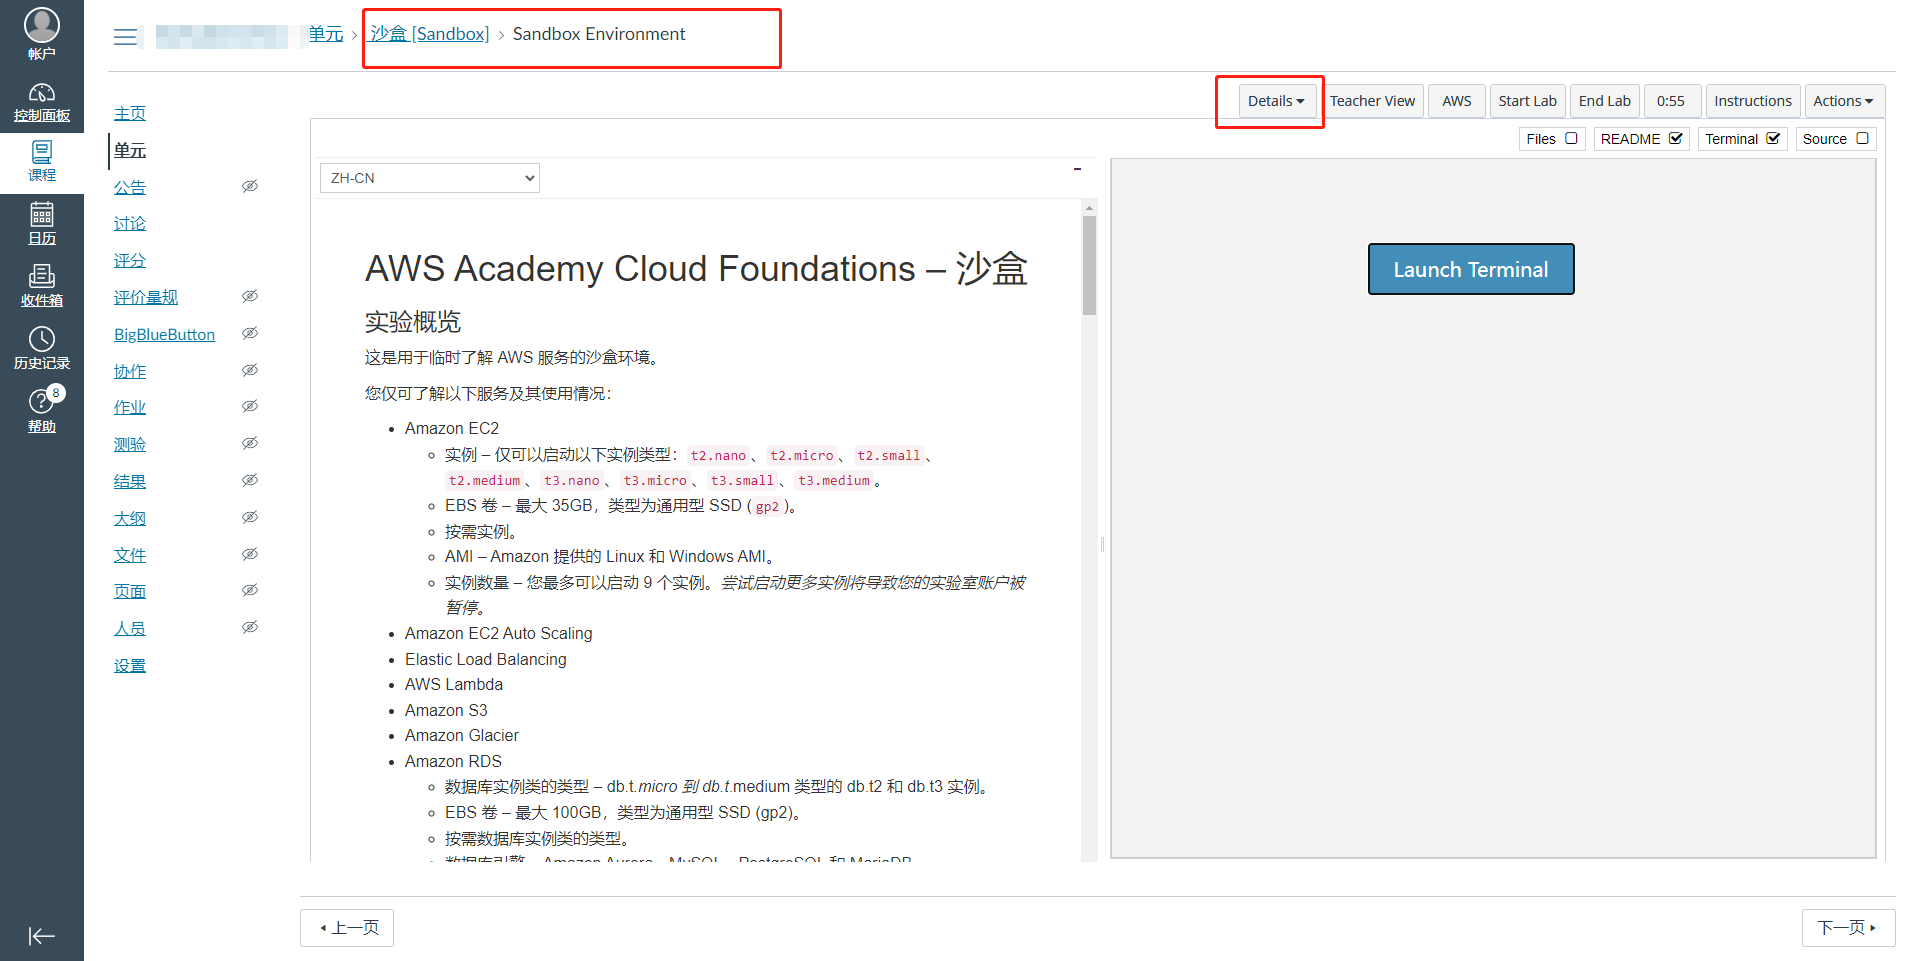 帐户
控制面板
课程
日历
收件箱
历史记录
8
帮助
单元 › 沙盒 [Sandbox] › Sandbox Environment
主页
单元
公告
讨论
评分
评价量规
BigBlueButton
协作
作业
测验
结果
大纲
文件
页面
人员
设置
Details Teacher View AWS Start Lab End Lab 0:55 Instructions Actions
Files README Terminal Source
ZH-CN
AWS Academy Cloud Foundations – 沙盒
实验概览
这是用于临时了解 AWS 服务的沙盒环境。
您仅可了解以下服务及其使用情况：
Amazon EC2
实例 – 仅可以启动以下实例类型：t2.nano、t2.micro、t2.small、
t2.medium、t3.nano、t3.micro、t3.small、t3.medium。
EBS 卷 – 最大 35GB，类型为通用型 SSD (gp2)。
按需实例。
AMI – Amazon 提供的 Linux 和 Windows AMI。
实例数量 – 您最多可以启动 9 个实例。尝试启动更多实例将导致您的实验室账户被
暂停。
Amazon EC2 Auto Scaling
Elastic Load Balancing
AWS Lambda
Amazon S3
Amazon Glacier
Amazon RDS
数据库实例类的类型 – db.t.micro 到 db.t.medium 类型的 db.t2 和 db.t3 实例。
EBS 卷 – 最大 100GB，类型为通用型 SSD (gp2)。
按需数据库实例类的类型。
数据库引擎 – Amazon Aurora、MySQL、PostgreSQL 和 MariaDB
Launch Terminal
上一页
下一页